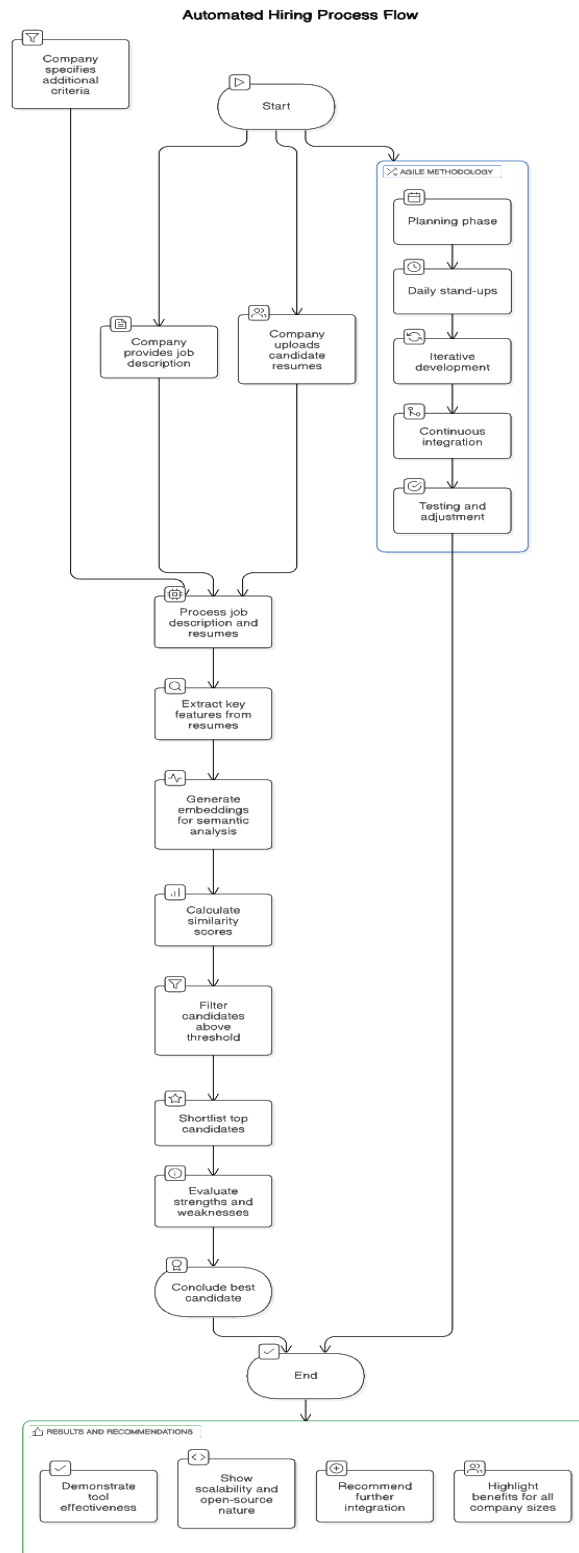 Automated Hiring Process Flow
Company
specifies
additional
criteria
Start
AGILE METHODOLOGY
Planning phase
Daily stand-ups
Iterative
development
Continuous
integration
Testing and
adjustment
Company
provides job
description
Company
uploads
candidate
resumes
Process job
description and
resumes
Extract key
features from
resumes
Generate
embeddings
for semantic
analysis
Calculate
similarity
scores
Filter
candidates
above
threshold
Shortlist top
candidates
Evaluate
strengths and
weaknesses
Conclude best
candidate
End
RESULTS AND RECOMMENDATIONS
Demonstrate
tool
effectiveness
Show
scalability and
open-source
nature
Recommend
further
integration
Highlight
benefits for all
company sizes